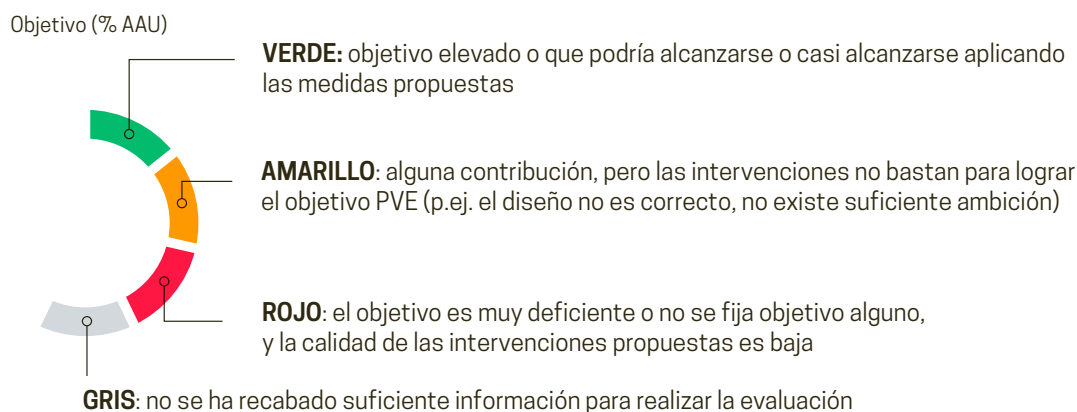 Objetivo (% AAU)
VERDE: objetivo elevado o que podría alcanzarse o casi alcanzarse aplicando
las medidas propuestas
AMARILLO: alguna contribución, pero las intervenciones no bastan para lograr
el objetivo PVE (p.ej. el diseño no es correcto, no existe suficiente ambición)
ROJO: el objetivo es muy deficiente o no se fija objetivo alguno,
y la calidad de las intervenciones propuestas es baja
GRIS: no se ha recabado suficiente información para realizar la evaluación